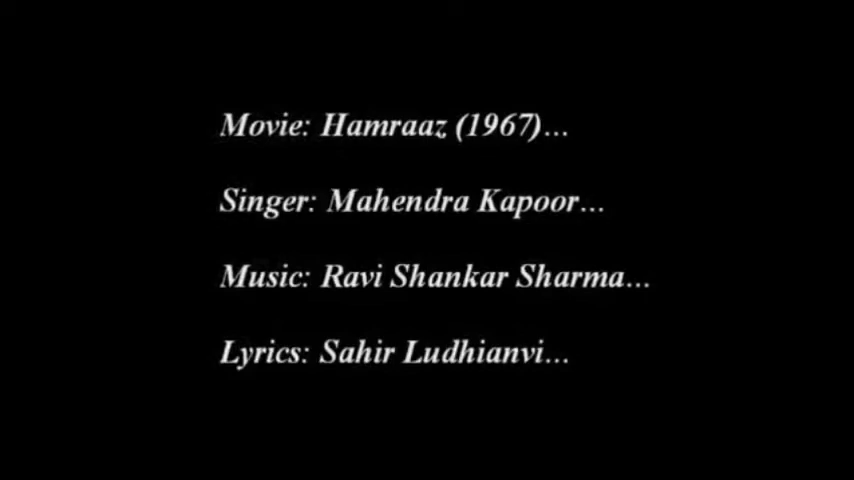 Movie: Hamraaz (1967)...
Singer: Mahendra Kapoor...
Music: Ravi Shankar Sharma...
Lyrics: Sahir Ludhianvi...